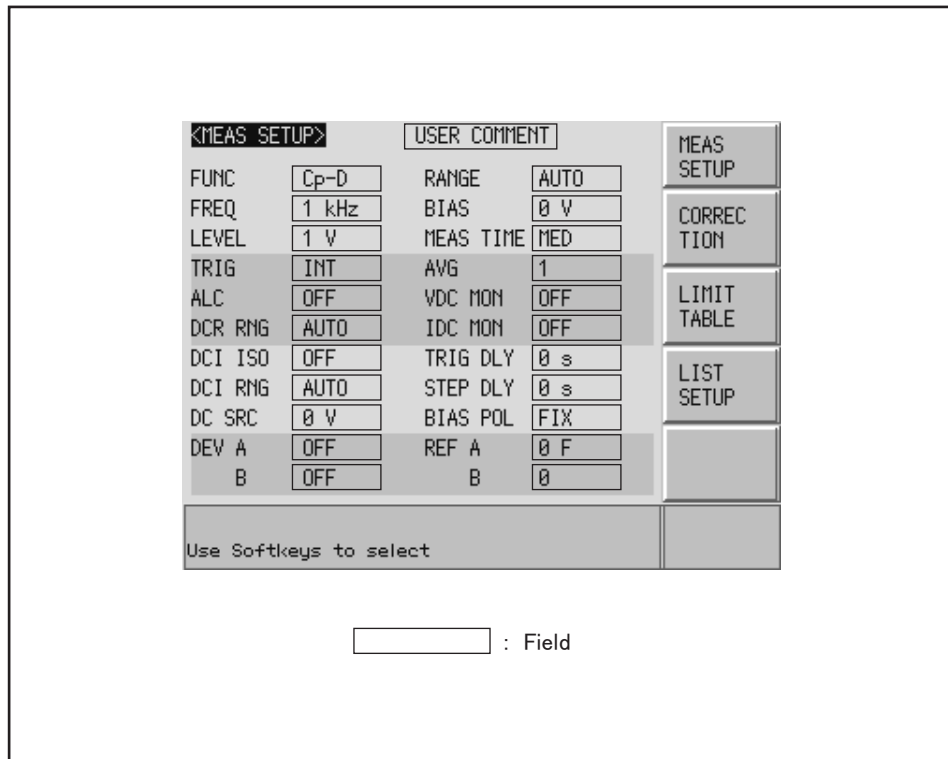 <MEAS SETUP> USER COMMENT
FUNC Cp-D RANGE AUTO
FREQ 1 kHz BIAS 0 V
LEVEL 1 V MEAS TIME MED
TRIG INT AVG 1
ALC OFF VDC MON OFF
DCR RNG AUTO IDC MON OFF
DCI ISO OFF TRIG DLY 0 s
DCI RNG AUTO STEP DLY 0 s
DC SRC 0 V BIAS POL FIX
DEV A OFF REF A 0 F
B OFF B 0
MEAS
SETUP
CORREC
TION
LIMIT
TABLE
LIST
SETUP
Use Softkeys to select
: Field